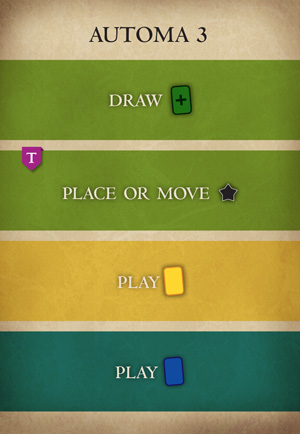 AUTOMA 3
DRAW +
T
PLACE OR MOVE
PLAY
PLAY